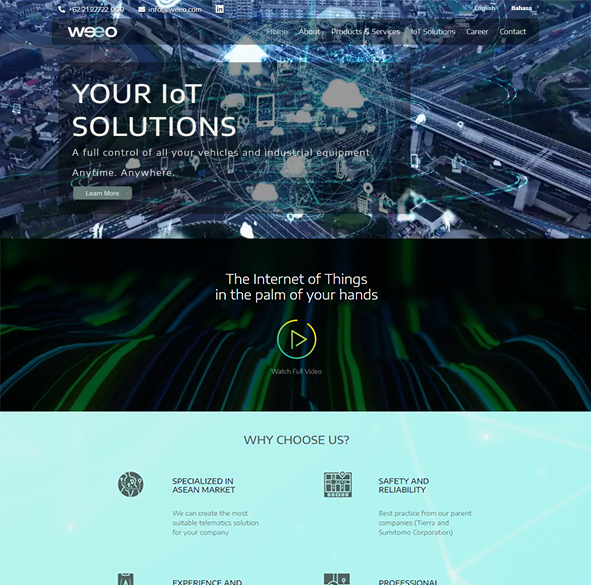 +62 21 22722 000 info@weeo.com in English Bahasa
weeo Home About Products & Services IoT Solutions Career Contact
YOUR IoT
SOLUTIONS
A full control of all your vehicles and industrial equipment.
Anytime. Anywhere.
Learn More
The Internet of Things
in the palm of your hands
Watch Full Video
WHY CHOOSE US?
SPECIALIZED IN
ASEAN MARKET
We can create the most
suitable telematics solution
for your company
SAFETY AND
RELIABILITY
Best practice from our parent
companies (Tierra and
Sumitomo Corporation)
EXPERIENCE AND
PROFESSIONAL